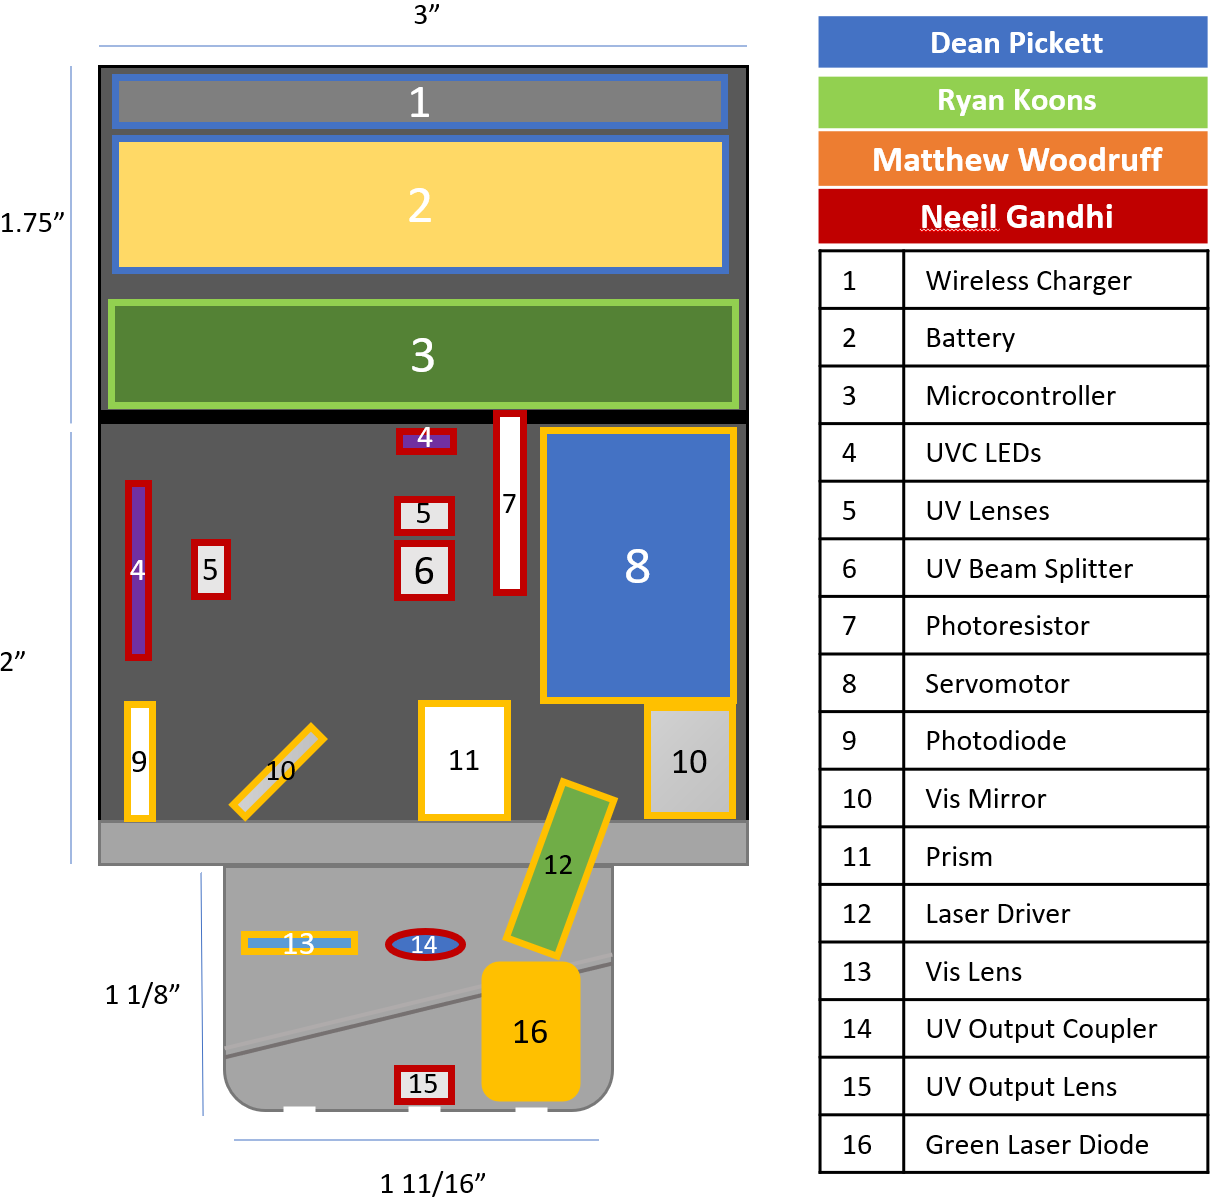 3”
1.75”
2”
1 1/8”
1 11/16”
1
2
3
4
4
5
5
6
7
8
9
10
11
10
12
13
14
16
15
Dean Pickett
Ryan Koons
Matthew Woodruff
Neeil Gandhi
1 Wireless Charger
2 Battery
3 Microcontroller
4 UVC LEDs
5 UV Lenses
6 UV Beam Splitter
7 Photoresistor
8 Servomotor
9 Photodiode
10 Vis Mirror
11 Prism
12 Laser Driver
13 Vis Lens
14 UV Output Coupler
15 UV Output Lens
16 Green Laser Diode